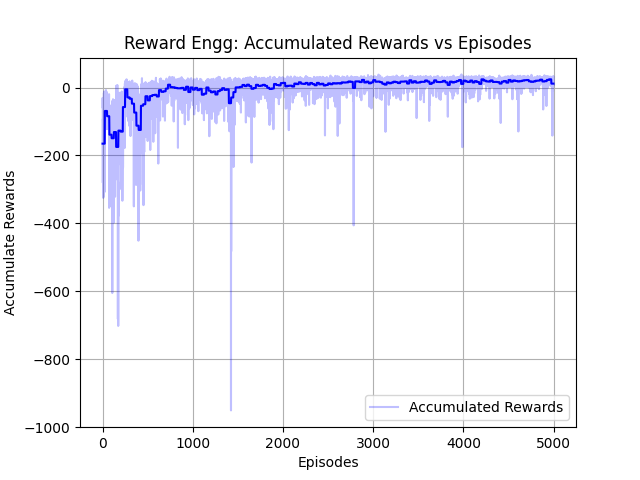 Reward Engg: Accumulated Rewards vs Episodes
Accumulate Rewards
0
−200
−400
−600
−800
−1000
0 1000 2000 3000 4000 5000
Episodes
Accumulated Rewards